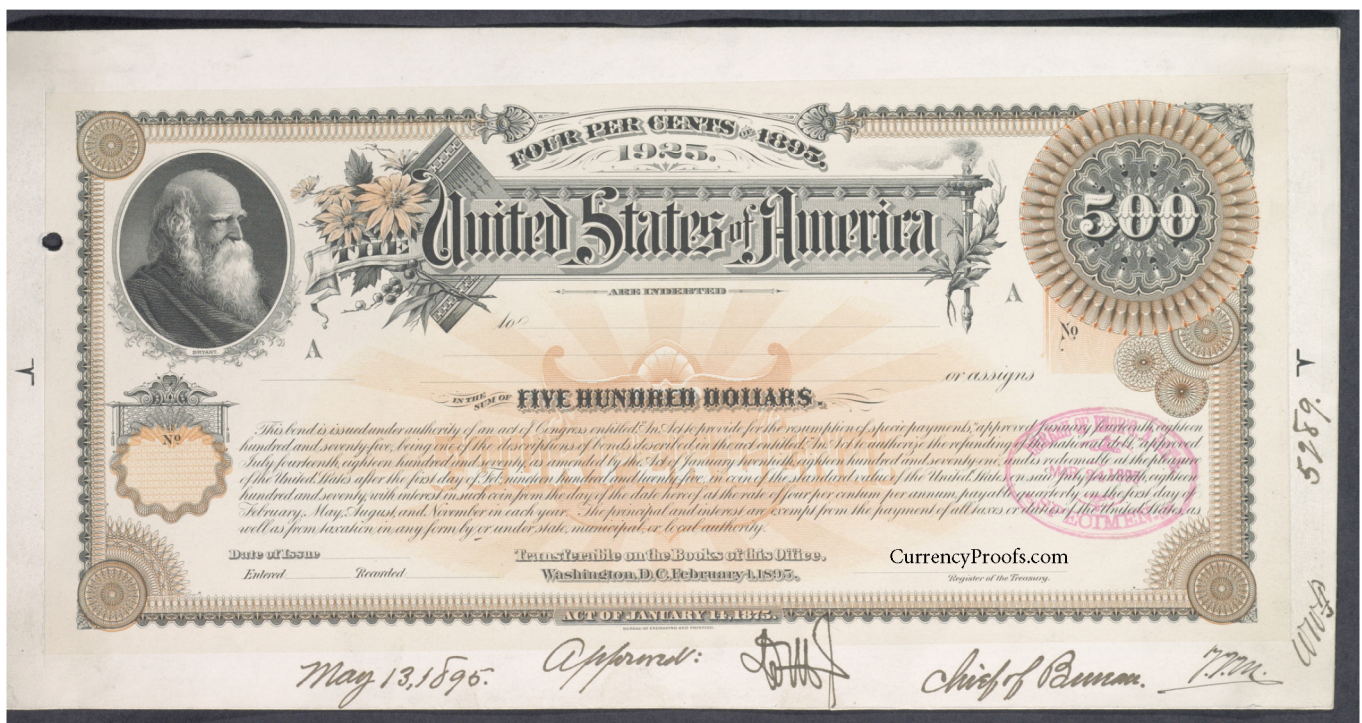 FOUR PER CENTS OF 1895.
1925.
THE United States of America
500
BRYANT.
ARE INDEBTED
to
A
A
No
or assigns
IN THE SUM OF FIVE HUNDRED DOLLARS.
No
This bond is issued under authority of an act of Congress entitled "An Act to provide for the resumption of specie payments," approved January fourteenth, eighteen
hundred and seventy five, being one of the descriptions of bonds described in the act entitled "An Act to authorize the refunding of the national debt," approved
July fourteenth, eighteen hundred and seventy, as amended by the Act of January twentieth, eighteen hundred and seventy one, and is redeemable at the pleasure
of the United States after the first day of Feb. nineteen hundred and twenty five, in coin of the standard value of the United States on said July fourteenth, eighteen
hundred and seventy, with interest in such coin from the day of the date hereof at the rate of four per centum per annum, payable quarterly on the first day of
February, May, August, and November in each year. The principal and interest are exempt from the payment of all taxes or duties of the United States, as
well as from taxation in any form by or under state, municipal, or local authority.
SPECIMEN
Date of Issue
Transferable on the Books of this Office.
CurrencyProofs.com
Entered Recorded
Washington, D.C. February 1, 1895.
Register of the Treasury.
ACT OF JANUARY 14, 1875.
BUREAU OF ENGRAVING AND PRINTING.
May 13, 1895.
Approved:
Chief of Bureau.
5289.